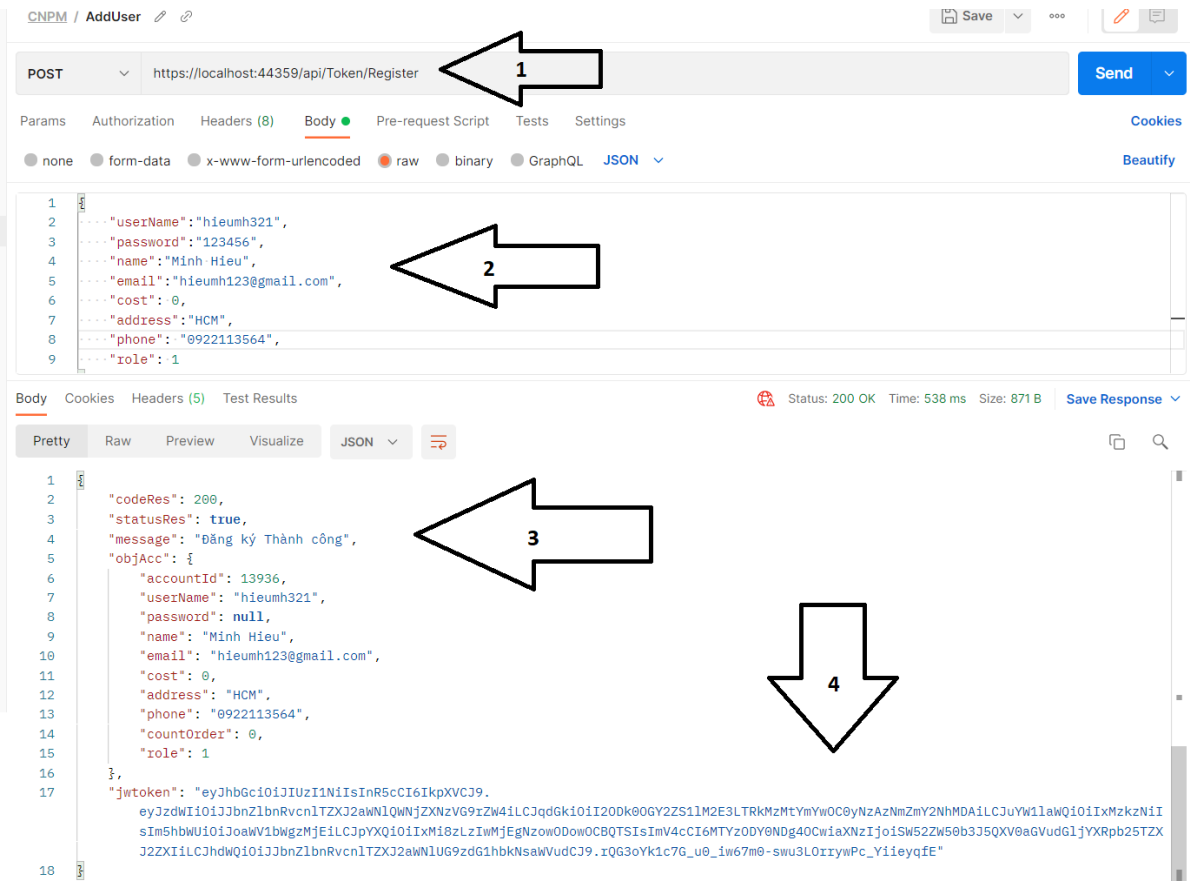 CNPM / AddUser
Save
POST
https://localhost:44359/api/Token/Register
1
Send
Params Authorization Headers (8) Body Pre-request Script Tests Settings Cookies
none form-data x-www-form-urlencoded raw binary GraphQL JSON Beautify
1 {
2 "userName":"hieumh321",
3 "password":"123456",
4 "name":"Minh Hieu",
2
5 "email":"hieumh123@gmail.com",
6 "cost": 0,
7 "address":"HCM",
8 "phone": "0922113564",
9 "role": 1
Body Cookies Headers (5) Test Results Status: 200 OK Time: 538 ms Size: 871 B Save Response
Pretty Raw Preview Visualize JSON
1 {
2 "codeRes": 200,
3 "statusRes": true,
4 "message": "Đăng ký Thành công",
3
5 "objAcc": {
6 "accountId": 13936,
7 "userName": "hieumh321",
8 "password": null,
9 "name": "Minh Hieu",
10 "email": "hieumh123@gmail.com",
11 "cost": 0,
4
12 "address": "HCM",
13 "phone": "0922113564",
14 "countOrder": 0,
15 "role": 1
16 },
17 "jwtoken": "eyJhbGciOiJIUzI1NiIsInR5cCI6IkpXVCJ9.
18 }